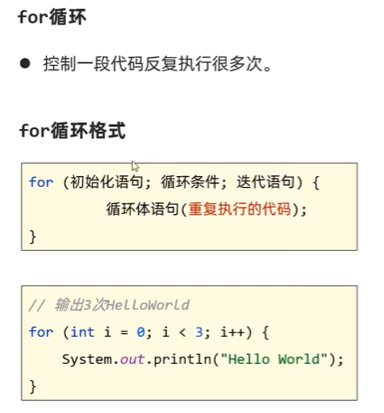 for循环
● 控制一段代码反复执行很多次。
for循环格式
for (初始化语句; 循环条件; 迭代语句) {
循环体语句(重复执行的代码);
}
// 输出3次HelloWorld
for (int i = 0; i < 3; i++) {
System.out.println("Hello World");
}